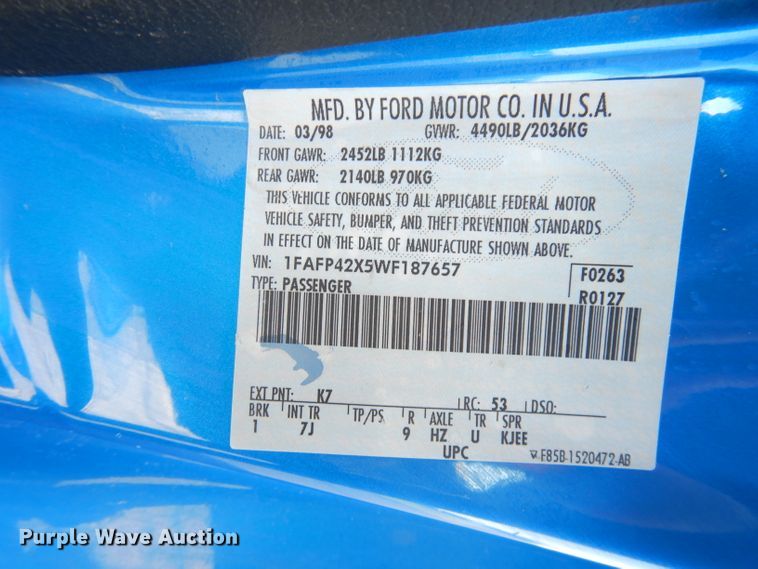 MFD. BY FORD MOTOR CO. IN U.S.A.
DATE: 03/98 GVWR: 4490LB/2036KG
FRONT GAWR: 2452LB 1112KG
REAR GAWR: 2140LB 970KG
THIS VEHICLE CONFORMS TO ALL APPLICABLE FEDERAL MOTOR
VEHICLE SAFETY, BUMPER, AND THEFT PREVENTION STANDARDS
IN EFFECT ON THE DATE OF MANUFACTURE SHOWN ABOVE.
VIN: 1FAFP42X5WF187657 F0263
TYPE: PASSENGER R0127
EXT PNT: K7 RC: 53 DSO:
BRK INT TR TP/PS R AXLE TR SPR
1 7J 9 HZ U KJEE
UPC F85B-1520472-AB
Purple Wave Auction